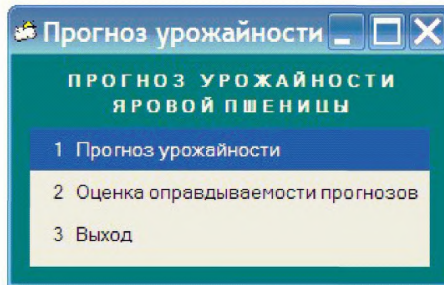 Прогноз урожайности
ПРОГНОЗ УРОЖАЙНОСТИ
ЯРОВОЙ ПШЕНИЦЫ
1 Прогноз урожайности
2 Оценка оправдываемости прогнозов
3 Выход